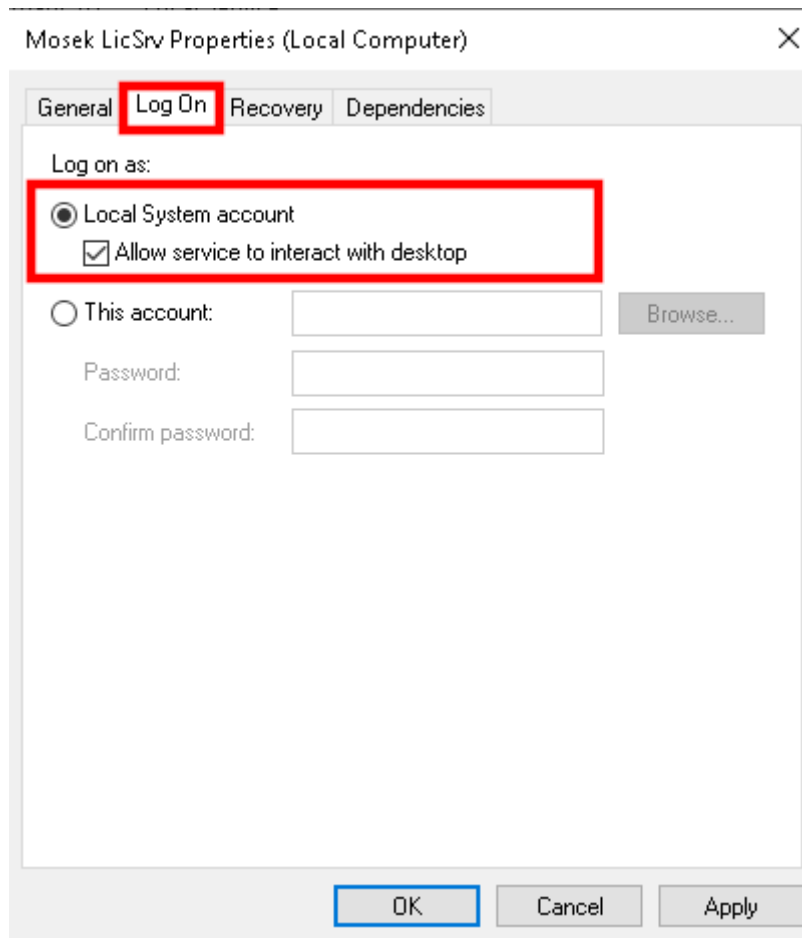 Mosek LicSrv Properties (Local Computer)
General Log On Recovery Dependencies
Log on as:
Local System account
Allow service to interact with desktop
This account:
Browse...
Password:
Confirm password:
OK Cancel Apply